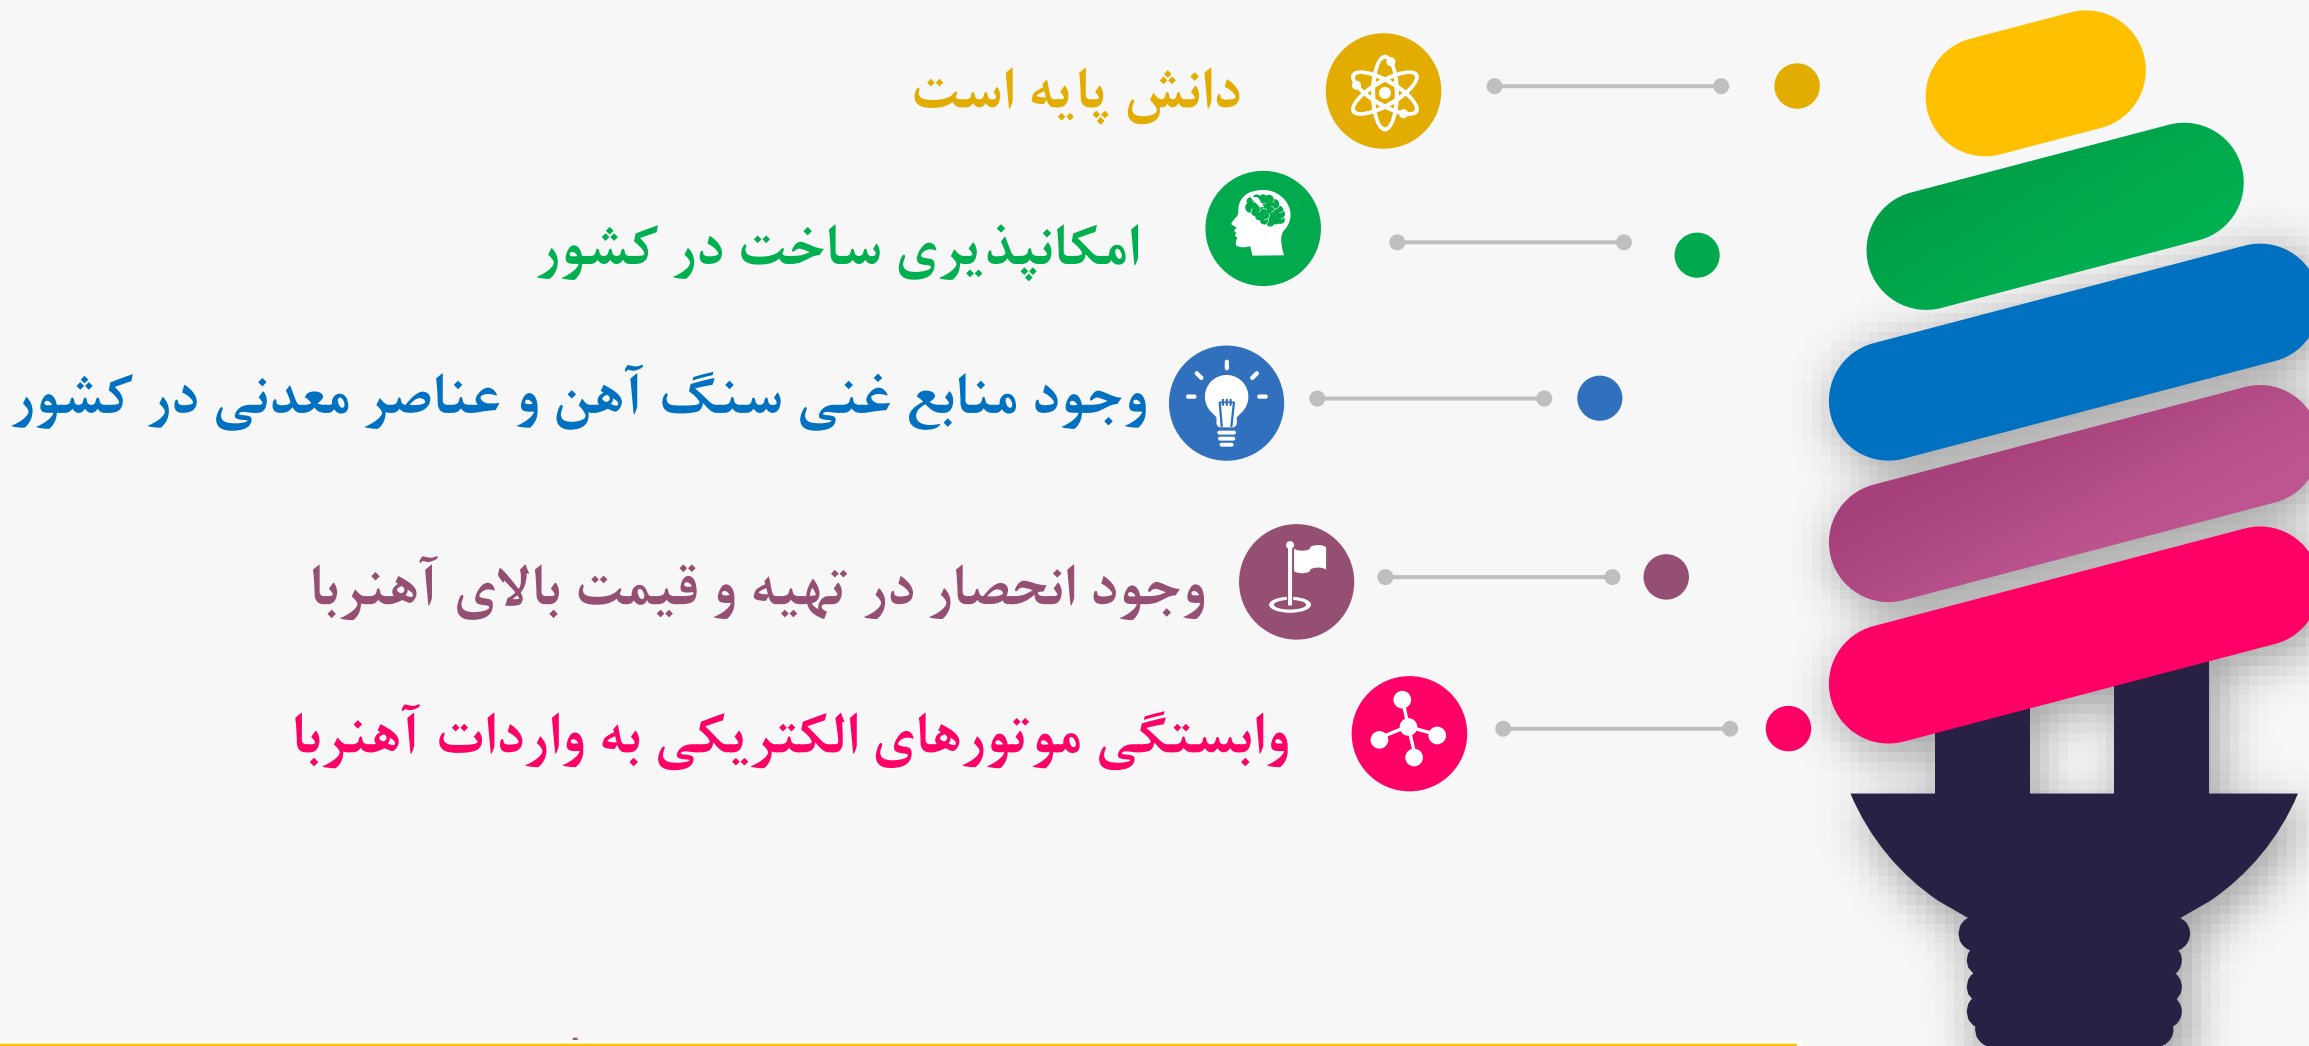 دانش پایه است
امکانپذیری ساخت در کشور
وجود منابع غنی سنگ آهن و عناصر معدنی در کشور
وجود انحصار در تهیه و قیمت بالای آهنربا
وابستگی موتورهای الکتریکی به واردات آهنربا